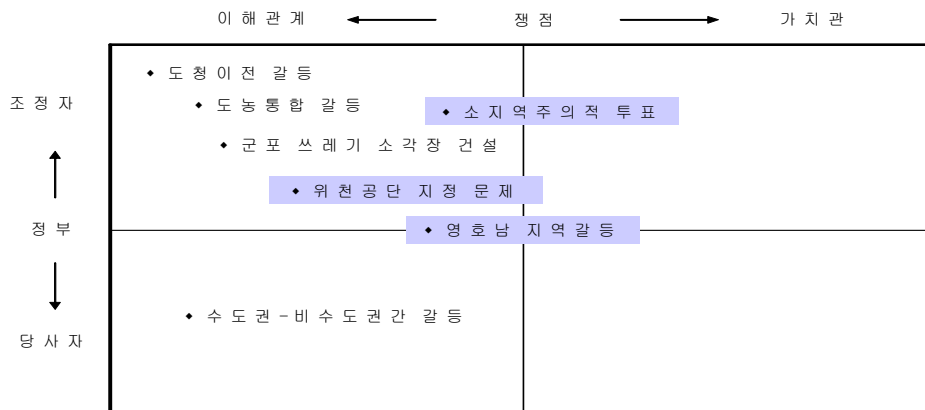 이해관계 쟁점 가치관
◆ 도청이전 갈등
조정자
◆ 도농통합 갈등
◆ 소지역주의적 투표
◆ 군포 쓰레기 소각장 건설
◆ 위천공단 지정 문제
정부
◆ 영호남 지역갈등
◆ 수도권-비수도권간 갈등
당사자